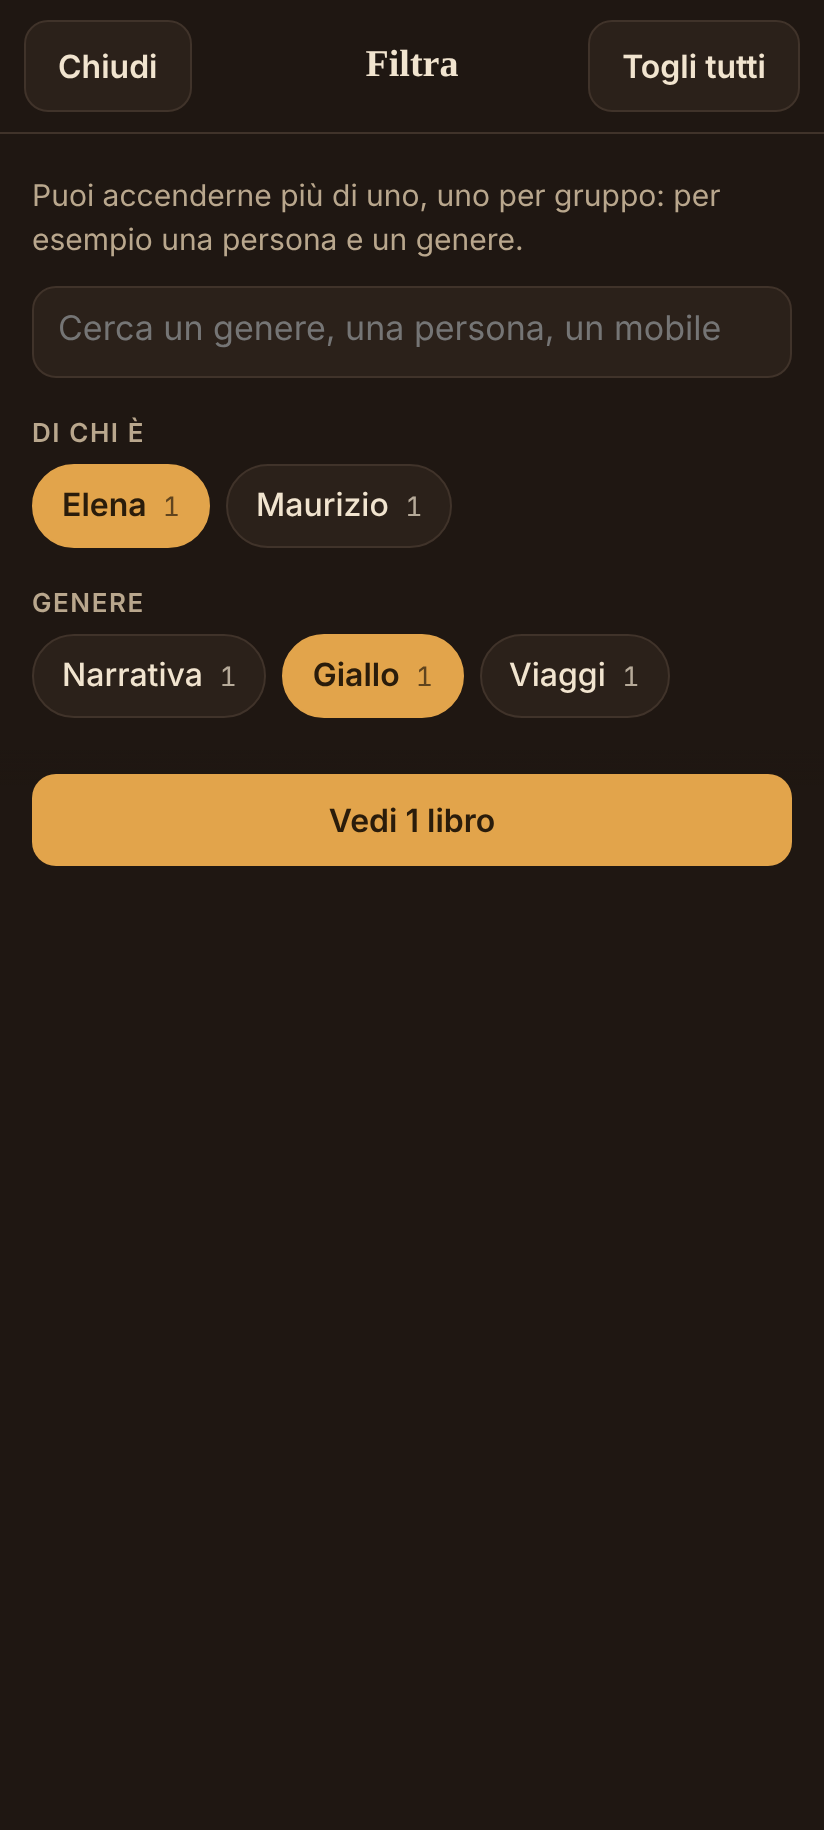 Chiudi
Filtra
Togli tutti
Puoi accenderne più di uno, uno per gruppo: per
esempio una persona e un genere.
Cerca un genere, una persona, un mobile
DI CHI È
Elena 1
Maurizio 1
GENERE
Narrativa 1
Giallo 1
Viaggi 1
Vedi 1 libro